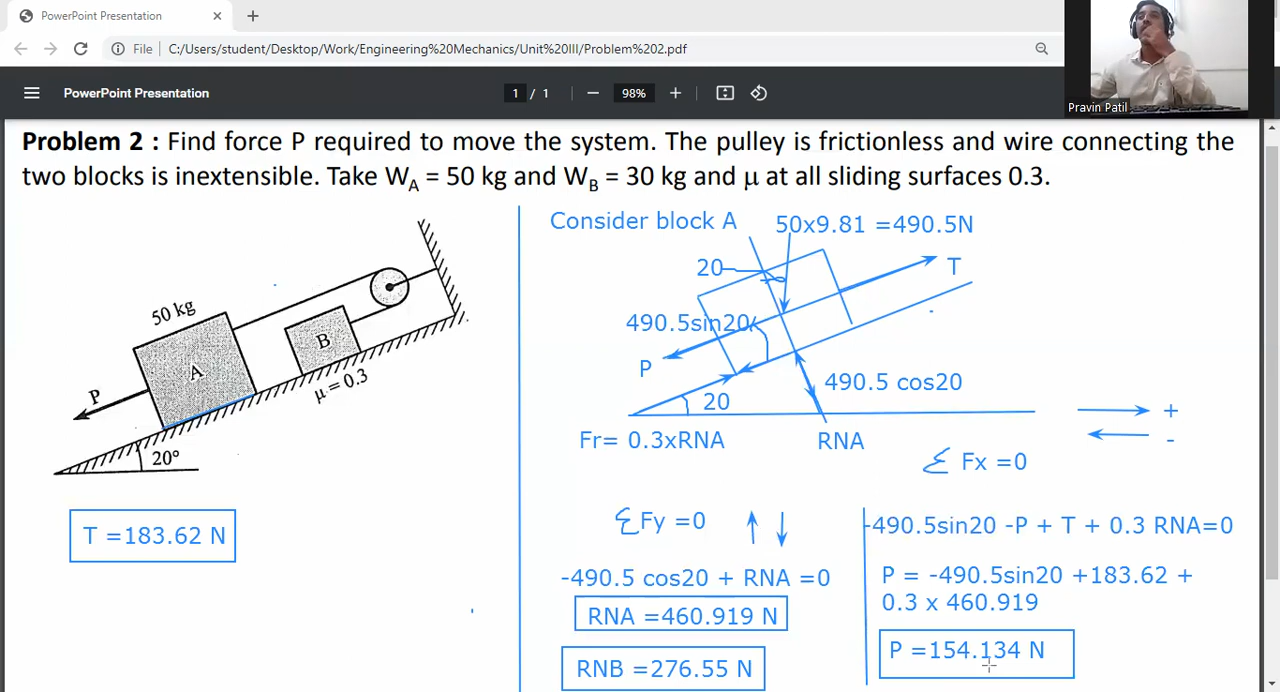 PowerPoint Presentation
File
C:/Users/student/Desktop/Work/Engineering%20Mechanics/Unit%20III/Problem%202.pdf
PowerPoint Presentation
1 / 1
98%
Pravin Patil
Problem 2 : Find force P required to move the system. The pulley is frictionless and wire connecting the
two blocks is inextensible. Take WA = 50 kg and WB = 30 kg and μ at all sliding surfaces 0.3.
50 kg
A
B
P
μ = 0.3
20°
T =183.62 N
Consider block A
50x9.81 =490.5N
20
T
490.5sin20
P
490.5 cos20
20
Fr= 0.3xRNA
RNA
+
-
Σ Fx =0
ΣFy =0
-490.5 cos20 + RNA =0
RNA =460.919 N
RNB =276.55 N
-490.5sin20 -P + T + 0.3 RNA=0
P = -490.5sin20 +183.62 +
0.3 x 460.919
P =154.134 N